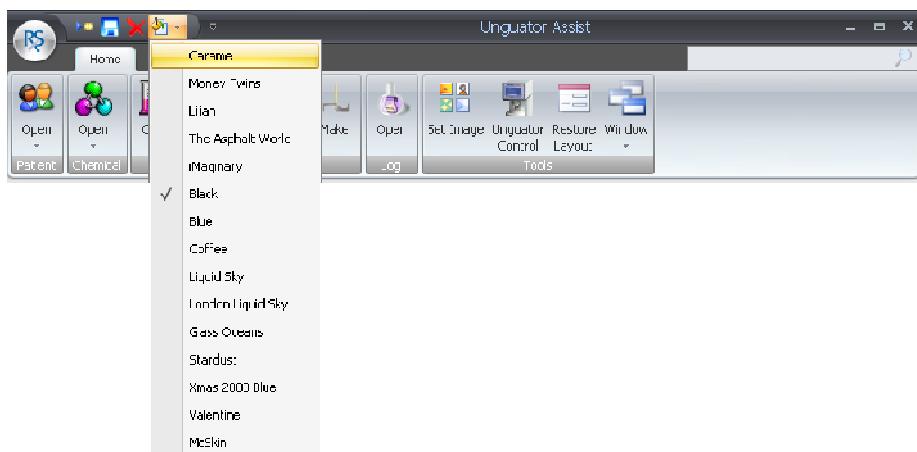 RS
Unguator Assist
Home
Open
Open
Make
Open
Set Image
Unguator Control
Restore Layout
Window
Patient
Chemical
Log
Tools
Caramel
Money Twins
Lilian
The Asphalt World
iMaginary
Black
Blue
Coffee
Liquid Sky
London Liquid Sky
Glass Oceans
Stardust
Xmas 2008 Blue
Valentine
McSkin